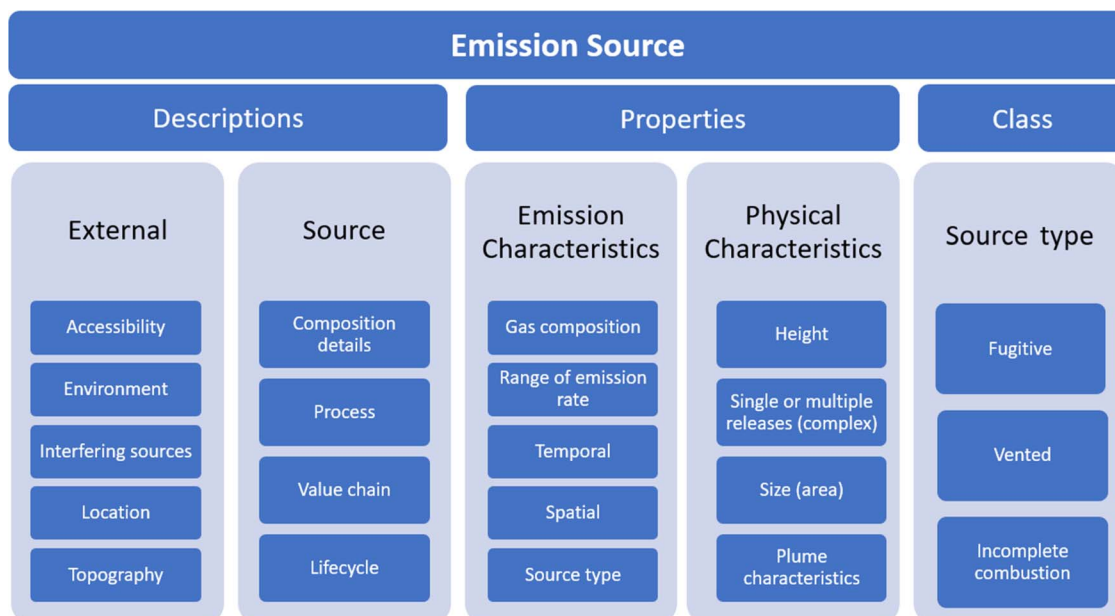 Emission Source
Descriptions
Properties
Class
External
Accessibility
Environment
Interfering sources
Location
Topography
Source
Composition
details
Process
Value chain
Lifecycle
Emission
Characteristics
Gas composition
Range of emission
rate
Temporal
Spatial
Source type
Physical
Characteristics
Height
Single or multiple
releases (complex)
Size (area)
Plume
characteristics
Source type
Fugitive
Vented
Incomplete
combustion